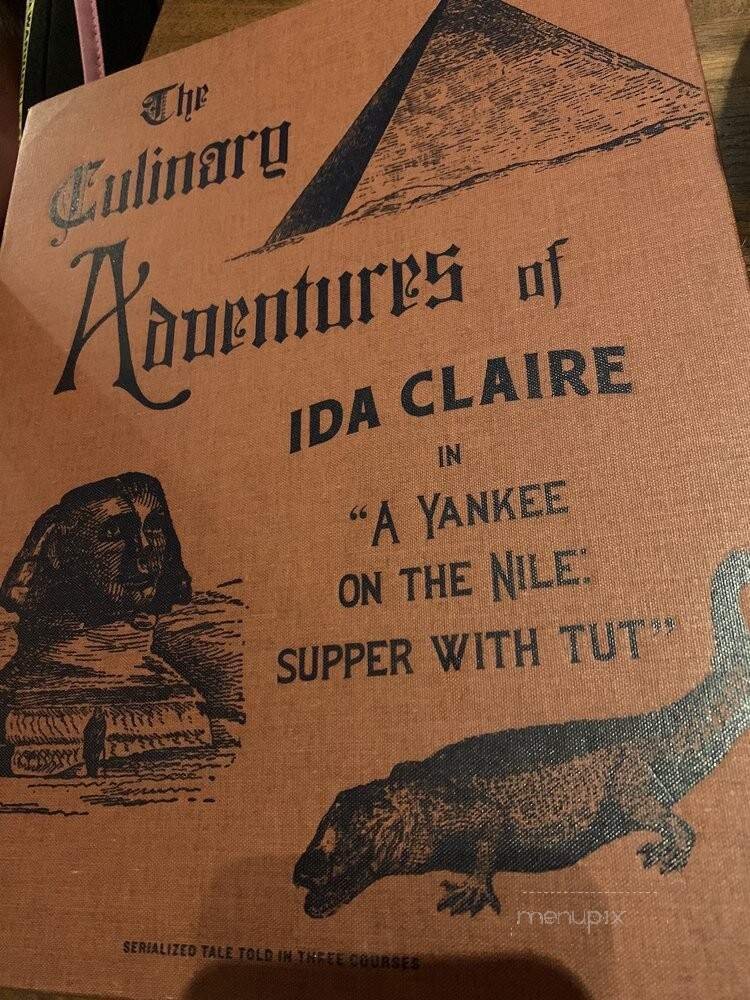 The
Culinary
Adventures of
IDA CLAIRE
IN
“A YANKEE
ON THE NILE:
SUPPER WITH TUT”
menupix
SERIALIZED TALE TOLD IN THREE COURSES